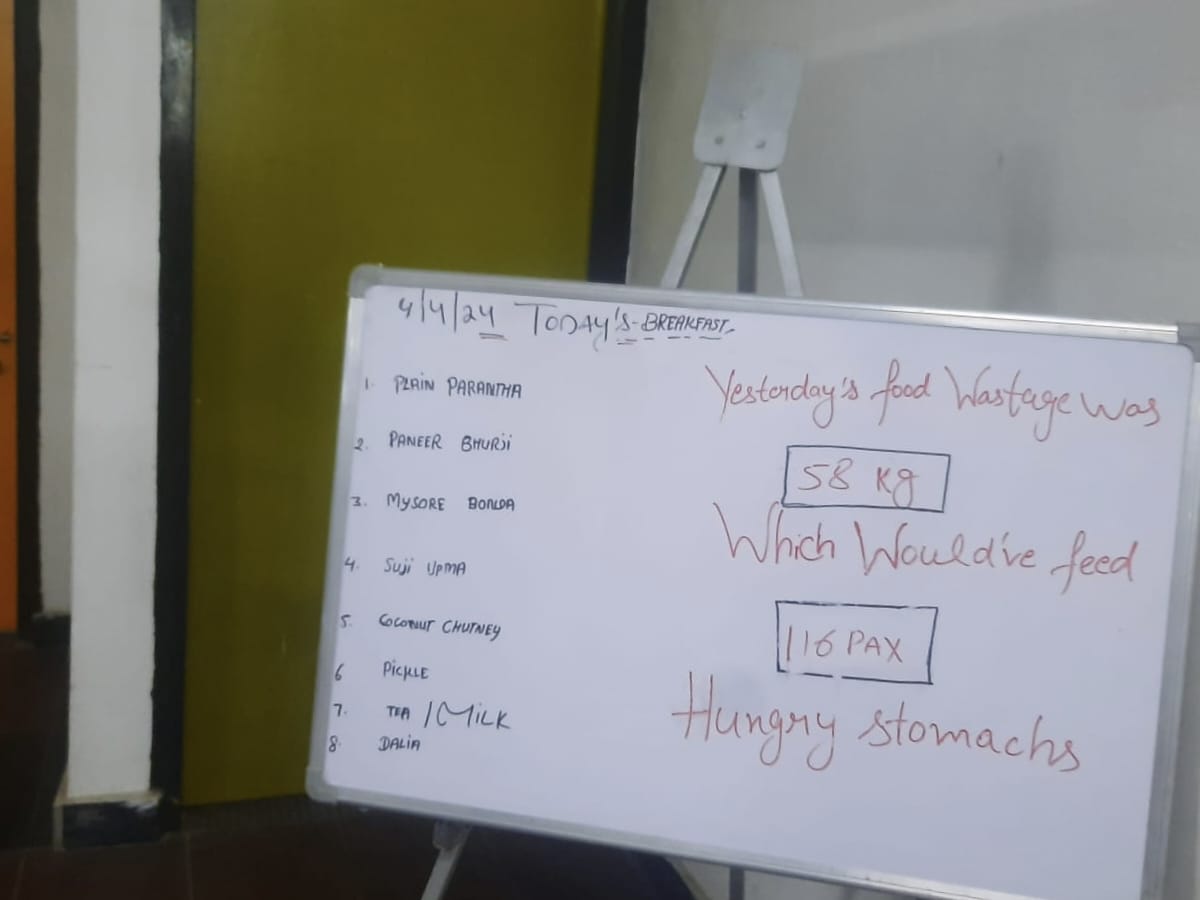 4/4/24 TODAY'S-BREAKFAST
1. PLAIN PARANTHA
2. PANEER BHURJI
3. MYSORE BONDA
4. SUJI UPMA
5. COCONUT CHUTNEY
6 PICKLE
7. TEA / MILK
8. DALIA
Yesterday's food Wastage was
58 kg
Which Would've feed
116 PAX
Hungry stomachs